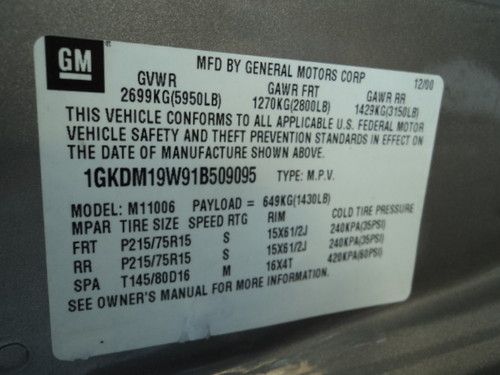 GM
MFD BY GENERAL MOTORS CORP
12/00
GVWR GAWR FRT GAWR RR
2699KG(5950LB) 1270KG(2800LB) 1429KG(3150LB)
THIS VEHICLE CONFORMS TO ALL APPLICABLE U.S. FEDERAL MOTOR
VEHICLE SAFETY AND THEFT PREVENTION STANDARDS IN EFFECT ON
THE DATE OF MANUFACTURE SHOWN ABOVE.
1GKDM19W91B509095 TYPE: M.P.V.
MODEL: M11006 PAYLOAD = 649KG(1430LB)
MPAR TIRE SIZE SPEED RTG RIM COLD TIRE PRESSURE
FRT P215/75R15 S 15X61/2J 240KPA(35PSI)
RR P215/75R15 S 15X61/2J 240KPA(35PSI)
SPA T145/80D16 M 16X4T 420KPA(60PSI)
SEE OWNER'S MANUAL FOR MORE INFORMATION.